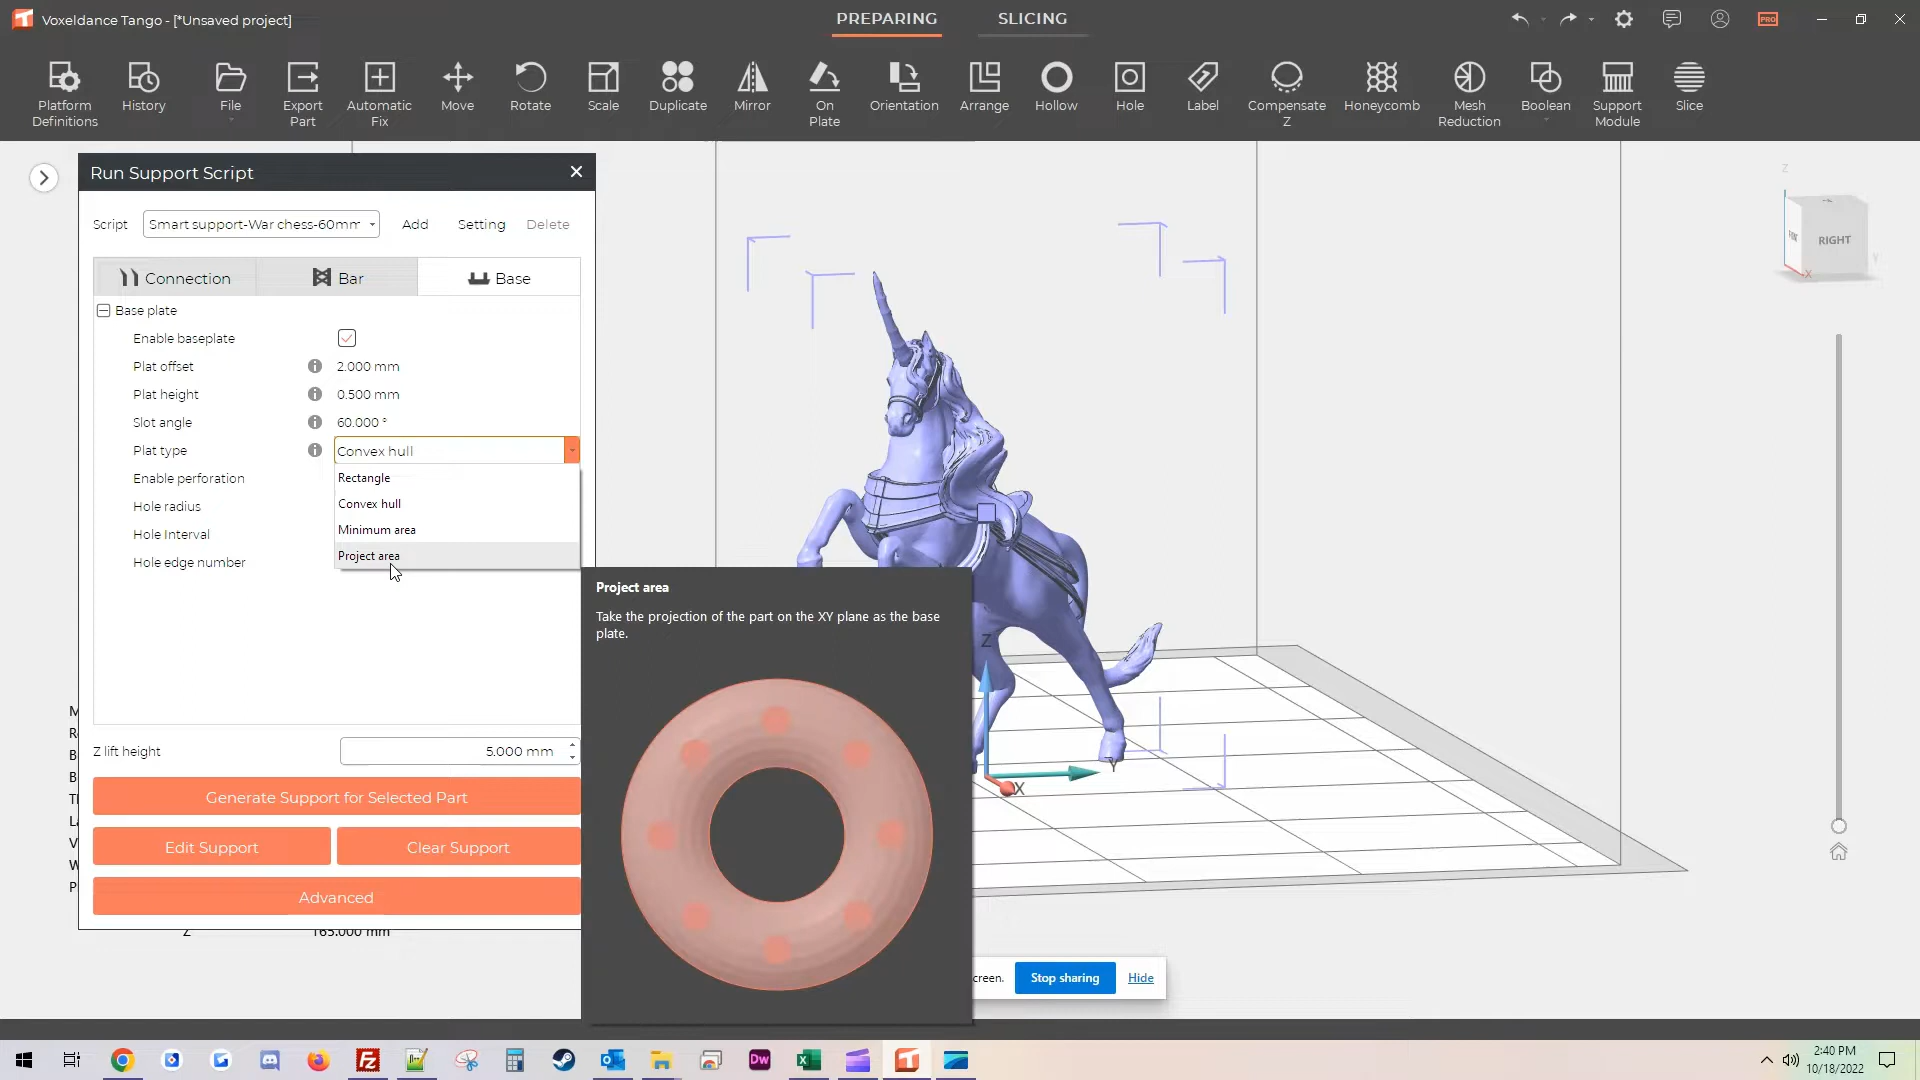 Voxeldance Tango - [*Unsaved project]
PREPARING
SLICING
PRO
Platform
Definitions
History
File
Export
Part
Automatic
Fix
Move
Rotate
Scale
Duplicate
Mirror
On
Plate
Orientation
Arrange
Hollow
Hole
Label
Compensate
Z
Honeycomb
Mesh
Reduction
Boolean
Support
Module
Slice
Run Support Script
Script
Smart support-War chess-60mm
Add
Setting
Delete
Connection
Bar
Base
Base plate
Enable baseplate
Plat offset
2.000 mm
Plat height
0.500 mm
Slot angle
60.000 °
Plat type
Convex hull
Enable perforation
Rectangle
Hole radius
Convex hull
Hole Interval
Minimum area
Hole edge number
Project area
Project area
Take the projection of the part on the XY plane as the base
plate.
Z lift height
5.000 mm
Generate Support for Selected Part
Edit Support
Clear Support
Advanced
Z
165.000 mm
RIGHT
Z
X
Y
Z
Y
X
creen.
Stop sharing
Hide
Fz
Dw
2:40 PM
10/18/2022